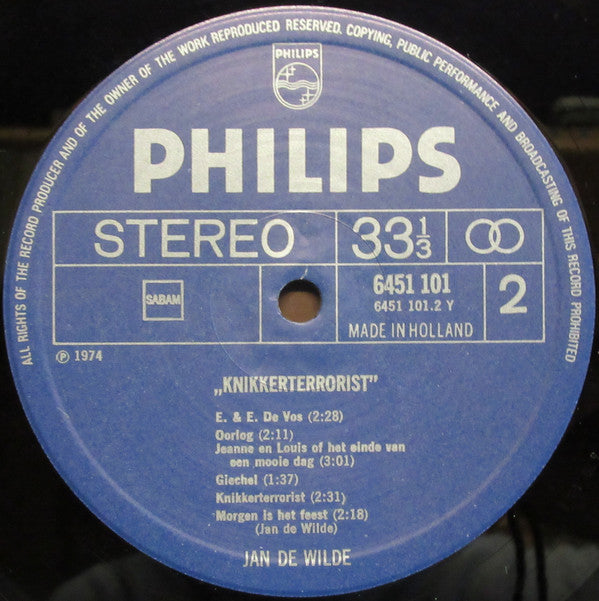 ALL RIGHTS OF THE RECORD PRODUCER AND OF THE OWNER OF THE WORK REPRODUCED RESERVED. COPYING, PUBLIC PERFORMANCE AND BROADCASTING OF THIS RECORD PROHIBITED
PHILIPS
PHILIPS
STEREO 33 1/3
SABAM
6451 101
6451 101.2 Y
MADE IN HOLLAND
2
℗ 1974
„KNIKKERTERRORIST”
E. & E. De Vos (2:28)
Oorlog (2:11)
Jeanne en Louis of het einde van
een mooie dag (3:01)
Giechel (1:37)
Knikkerterrorist (2:31)
Morgen is het feest (2:18)
(Jan de Wilde)
JAN DE WILDE